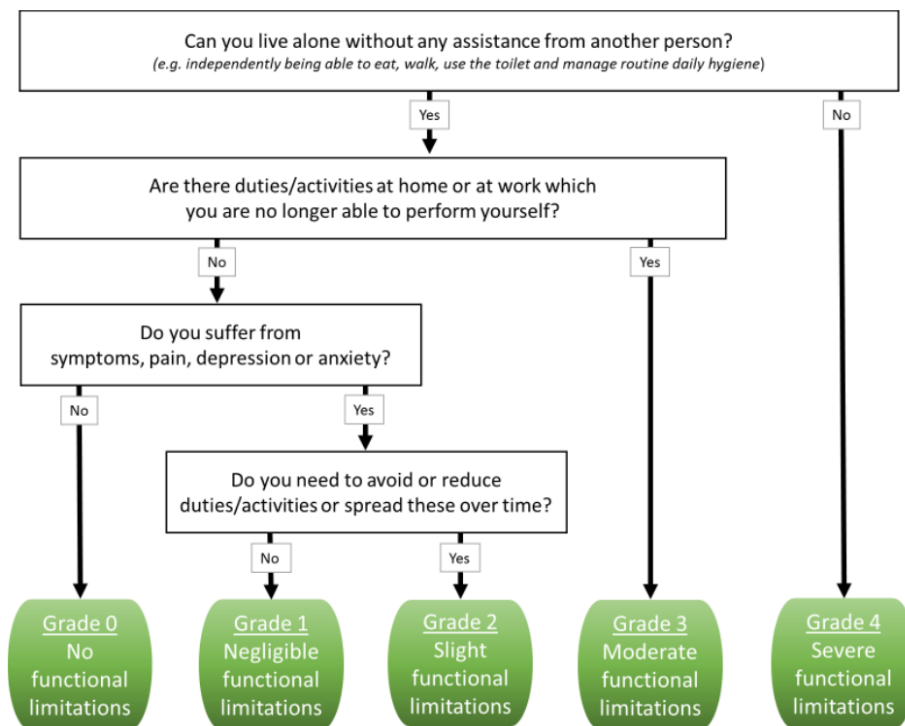 Can you live alone without any assistance from another person?
(e.g. independently being able to eat, walk, use the toilet and manage routine daily hygiene)
Yes
No
Are there duties/activities at home or at work which
you are no longer able to perform yourself?
No
Yes
Do you suffer from
symptoms, pain, depression or anxiety?
No
Yes
Do you need to avoid or reduce
duties/activities or spread these over time?
No
Yes
Grade 0
No
functional
limitations
Grade 1
Negligible
functional
limitations
Grade 2
Slight
functional
limitations
Grade 3
Moderate
functional
limitations
Grade 4
Severe
functional
limitations